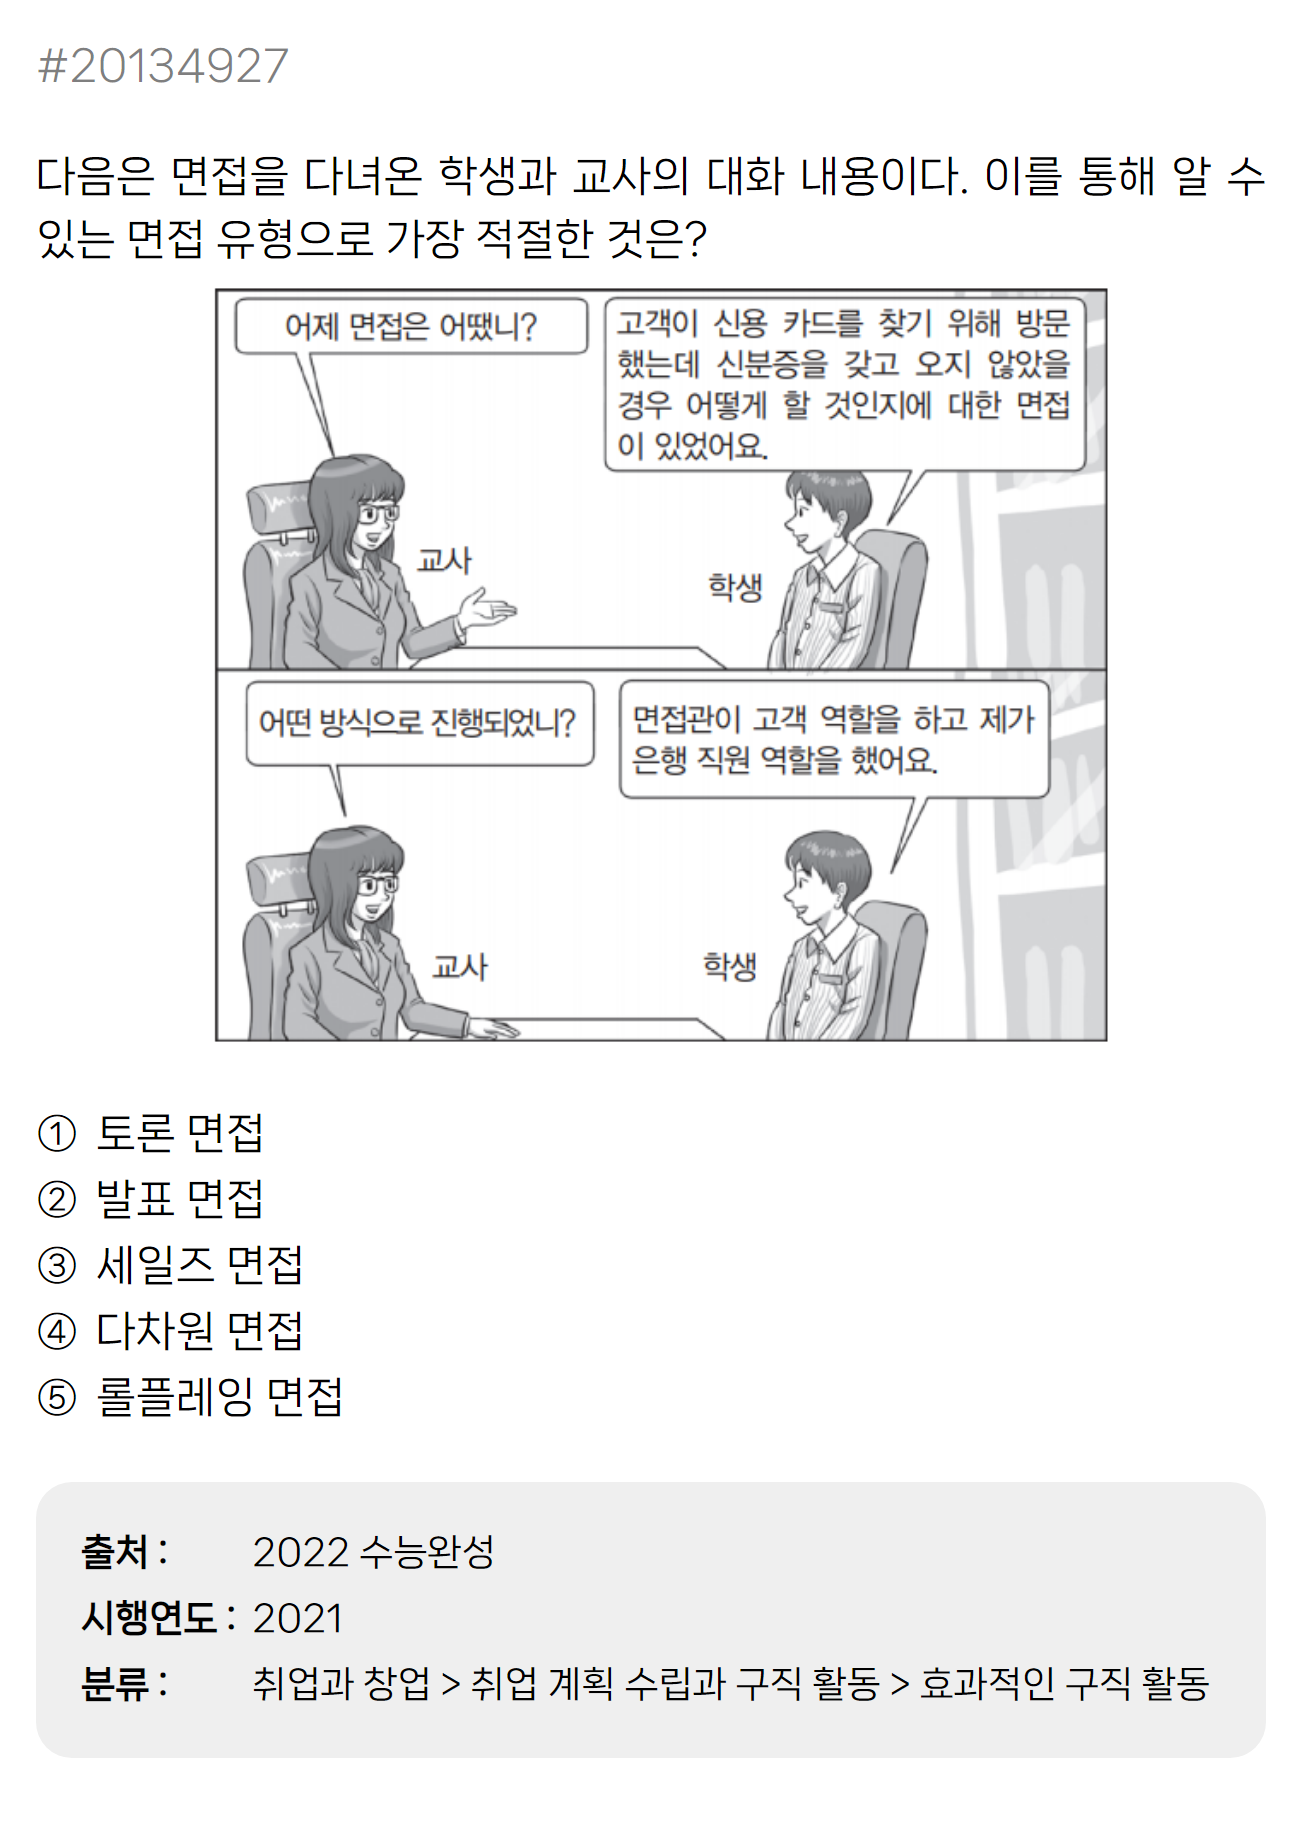 #20134927
다음은 면접을 다녀온 학생과 교사의 대화 내용이다. 이를 통해 알 수
있는 면접 유형으로 가장 적절한 것은?
어제 면접은 어땠니?
고객이 신용 카드를 찾기 위해 방문
했는데 신분증을 갖고 오지 않았을
경우 어떻게 할 것인지에 대한 면접
이 있었어요.
교사
학생
어떤 방식으로 진행되었니?
면접관이 고객 역할을 하고 제가
은행 직원 역할을 했어요.
교사
학생
① 토론 면접
② 발표 면접
③ 세일즈 면접
④ 다차원 면접
⑤ 롤플레잉 면접
출처 : 2022 수능완성
시행연도 : 2021
분류 : 취업과 창업 > 취업 계획 수립과 구직 활동 > 효과적인 구직 활동